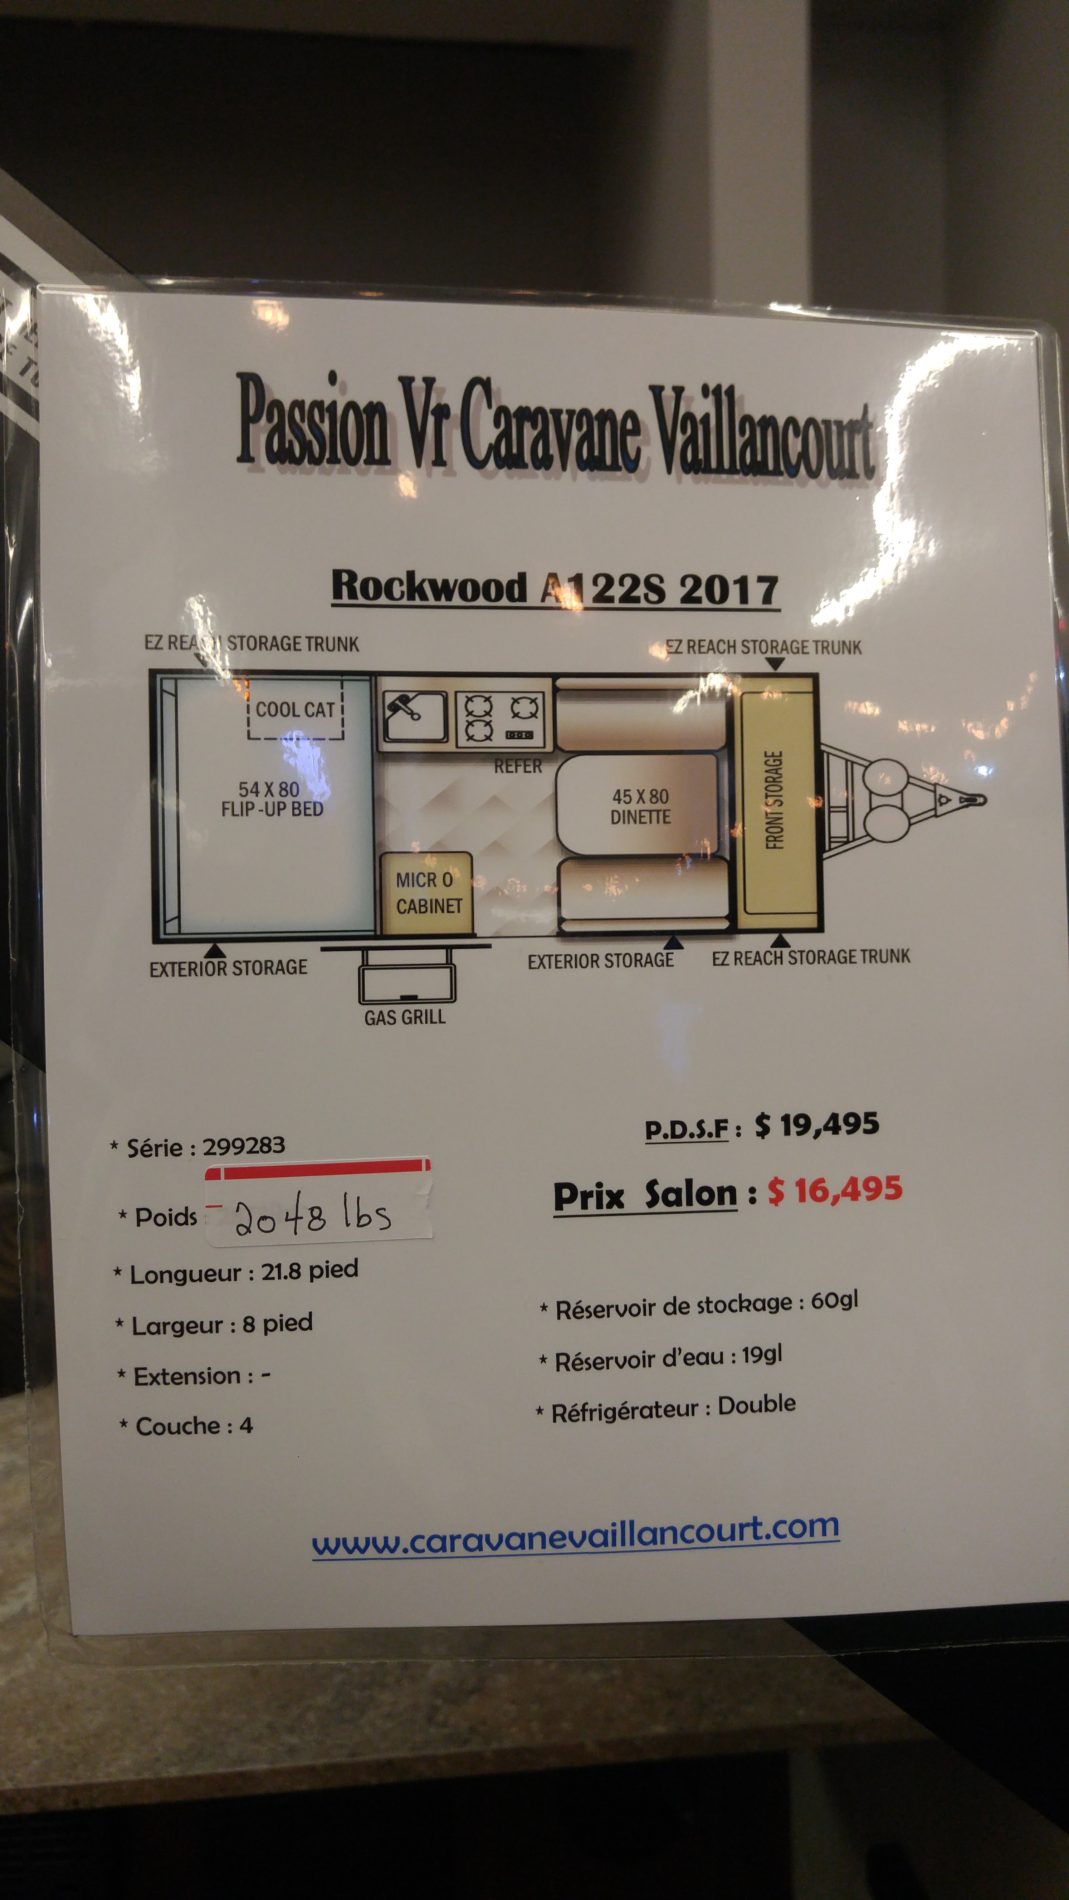 Passion Vr Caravane Vaillancourt
Rockwood A122S 2017
EZ REACH STORAGE TRUNK
EZ REACH STORAGE TRUNK
COOL CAT
54 X 80
FLIP-UP BED
REFER
45 X 80
DINETTE
FRONT STORAGE
MICR O
CABINET
EXTERIOR STORAGE
EXTERIOR STORAGE
EZ REACH STORAGE TRUNK
GAS GRILL
P.D.S.F : $ 19,495
Prix Salon : $ 16,495
* Série : 299283
* Poids : 2048 lbs
* Longueur : 21.8 pied
* Largeur : 8 pied
* Extension : -
* Couche : 4
* Réservoir de stockage : 60gl
* Réservoir d'eau : 19gl
* Réfrigérateur : Double
www.caravanevaillancourt.com